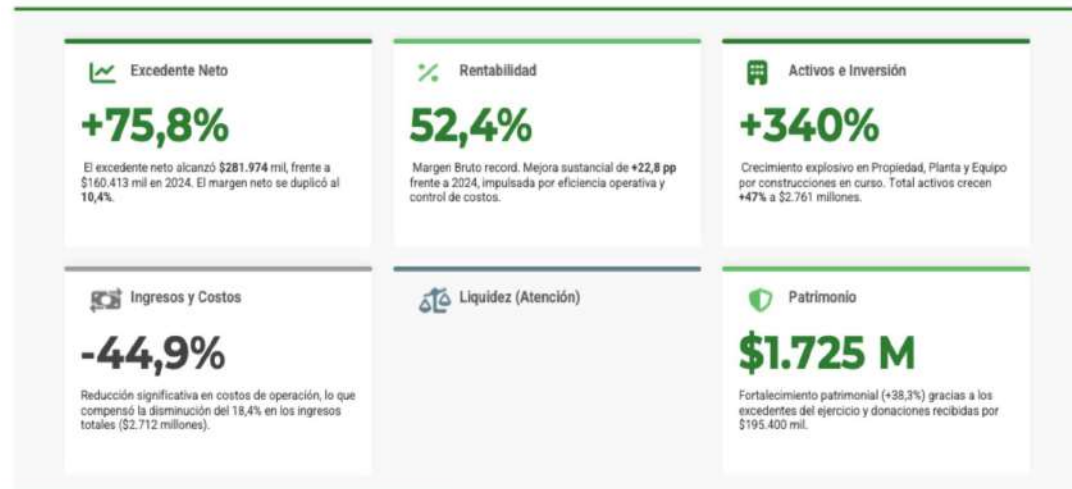 Excedente Neto
+75,8%
El excedente neto alcanzó $281.974 mil, frente a
$160.413 mil en 2024. El margen neto se duplicó al
10,4%.
Rentabilidad
52,4%
Margen Bruto record. Mejora sustancial de +22,8 pp
frente a 2024, impulsada por eficiencia operativa y
control de costos.
Activos e Inversión
+340%
Crecimiento explosivo en Propiedad, Planta y Equipo
por construcciones en curso. Total activos crecen
+47% a $2.761 millones.
Ingresos y Costos
-44,9%
Reducción significativa en costos de operación, lo que
compensó la disminución del 18,4% en los ingresos
totales ($2.712 millones).
Liquidez (Atención)
Patrimonio
$1.725 M
Fortalecimiento patrimonial (+38,3%) gracias a los
excedentes del ejercicio y donaciones recibidas por
$195.400 mil.